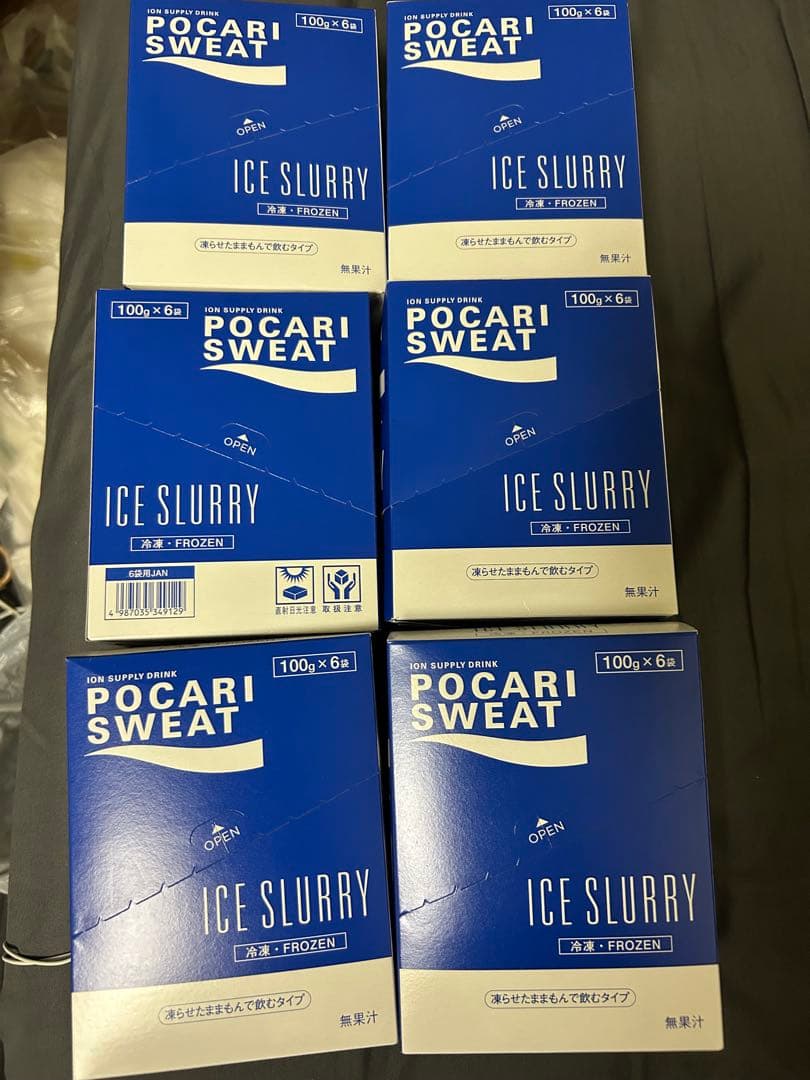 ION SUPPLY DRINK
POCARI
SWEAT
100g×6袋
OPEN
ICE SLURRY
冷凍・FROZEN
凍らせたままもんで飲むタイプ
無果汁
ION SUPPLY DRINK
POCARI
SWEAT
100g×6袋
OPEN
ICE SLURRY
冷凍・FROZEN
凍らせたままもんで飲むタイプ
無果汁
100g×6袋
ION SUPPLY DRINK
POCARI
SWEAT
OPEN
ICE SLURRY
冷凍・FROZEN
6袋用JAN
4 987035 349129
直射日光注意
取扱注意
ION SUPPLY DRINK
POCARI
SWEAT
100g×6袋
OPEN
ICE SLURRY
冷凍・FROZEN
凍らせたままもんで飲むタイプ
無果汁
ION SUPPLY DRINK
POCARI
SWEAT
100g×6袋
OPEN
ICE SLURRY
冷凍・FROZEN
凍らせたままもんで飲むタイプ
無果汁
ICE SLURRY
冷凍・FROZEN
ION SUPPLY DRINK
POCARI
SWEAT
100g×6袋
OPEN
ICE SLURRY
冷凍・FROZEN
凍らせたままもんで飲むタイプ
無果汁